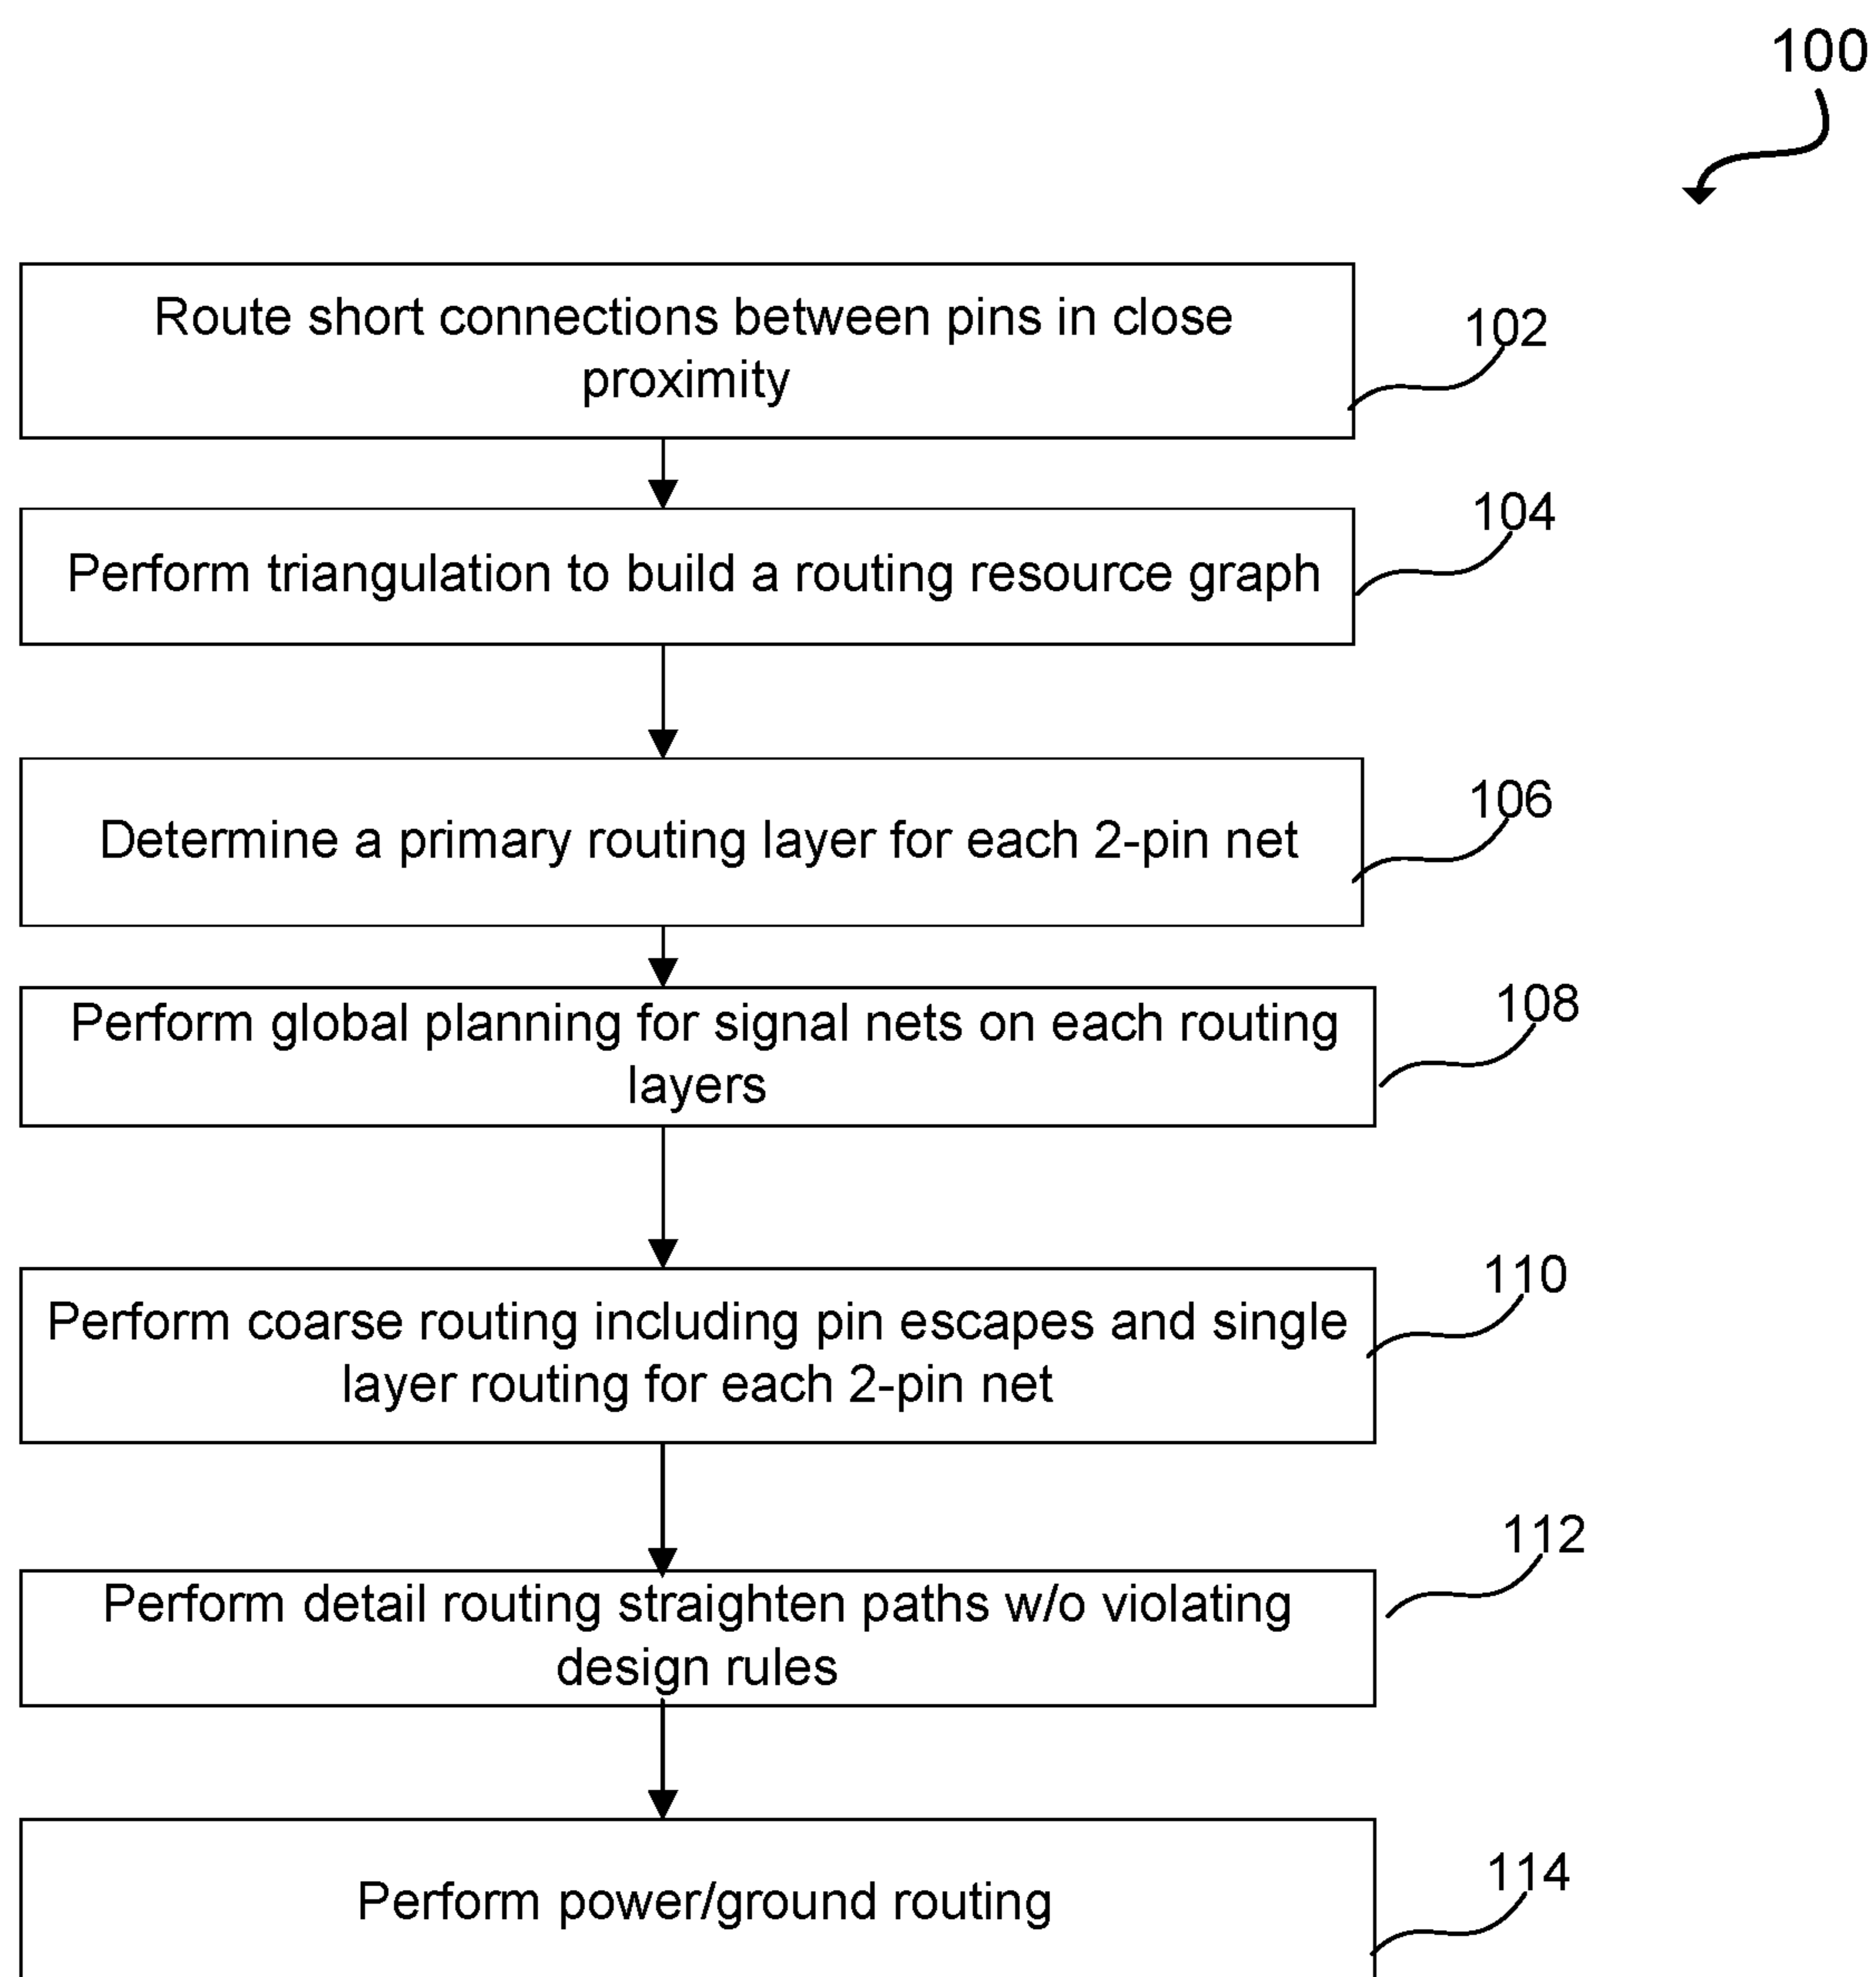 100
Route short connections between pins in close
proximity
102
Perform triangulation to build a routing resource graph
104
Determine a primary routing layer for each 2-pin net
106
Perform global planning for signal nets on each routing
layers
108
Perform coarse routing including pin escapes and single
layer routing for each 2-pin net
110
Perform detail routing straighten paths w/o violating
design rules
112
Perform power/ground routing
114